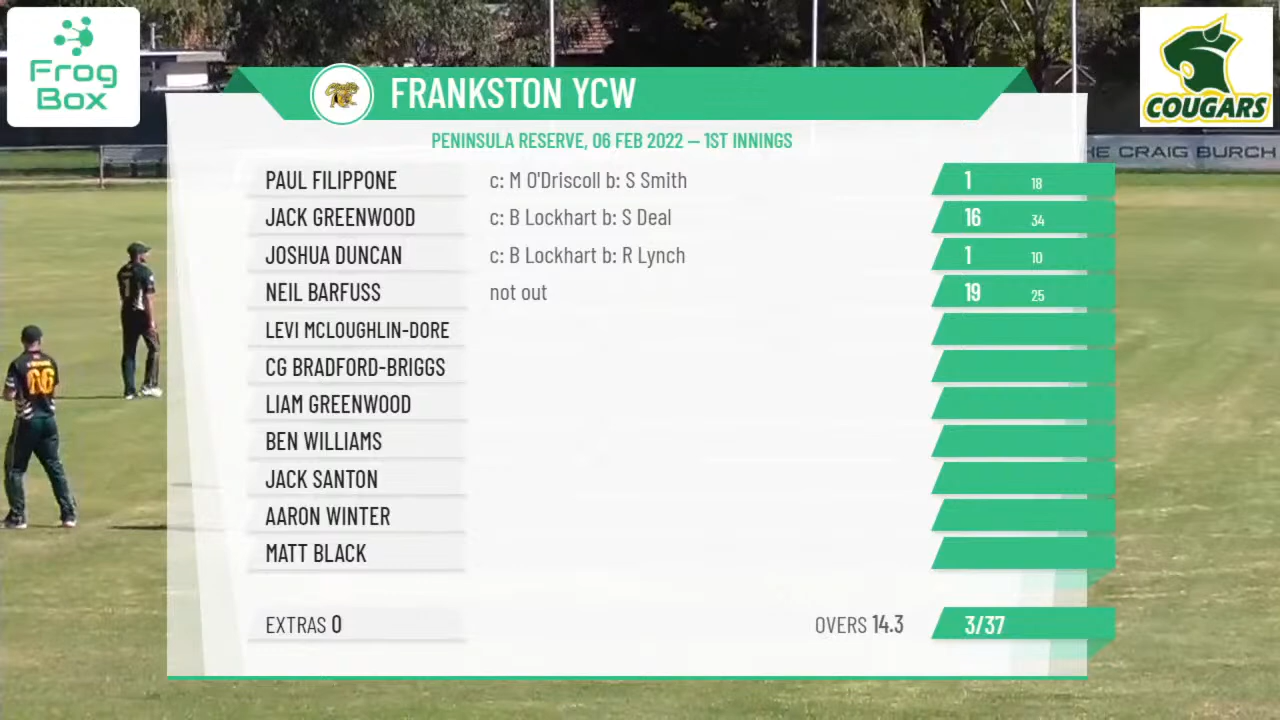 Frog
Box
FRANKSTON YCW
COUGARS
PENINSULA RESERVE, 06 FEB 2022 – 1ST INNINGS
HE CRAIG BURCH
PAUL FILIPPONE c: M O'Driscoll b: S Smith 1 18
JACK GREENWOOD c: B Lockhart b: S Deal 16 34
JOSHUA DUNCAN c: B Lockhart b: R Lynch 1 10
NEIL BARFUSS not out 19 25
LEVI MCLOUGHLIN-DORE
CG BRADFORD-BRIGGS
LIAM GREENWOOD
BEN WILLIAMS
JACK SANTON
AARON WINTER
MATT BLACK
EXTRAS 0 OVERS 14.3 3/37
66